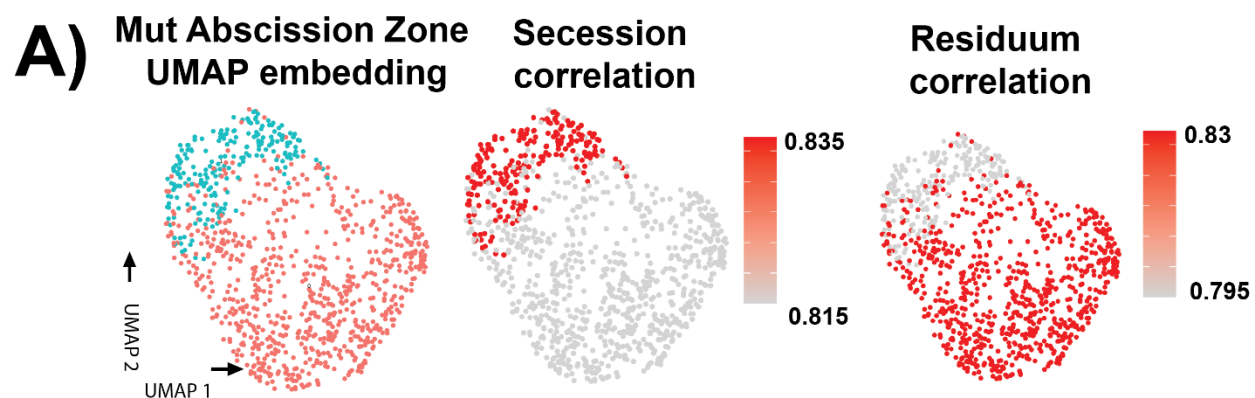 A)
Mut Abscission Zone
UMAP embedding
Secession
correlation
Residuum
correlation
0.835
0.815
0.83
0.795
UMAP 2
UMAP 1